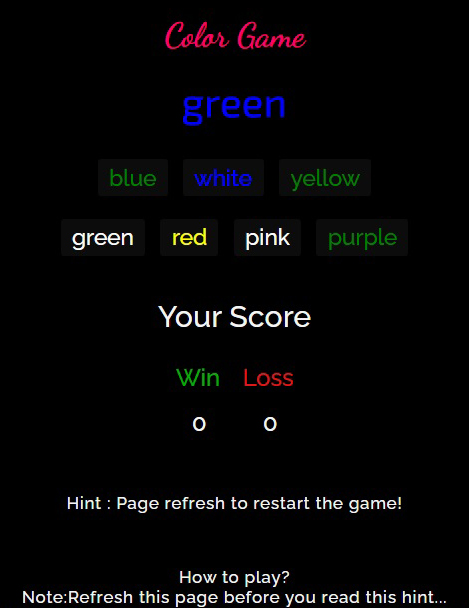 Color Game
green
blue white yellow
green red pink purple
Your Score
Win Loss
0 0
Hint : Page refresh to restart the game!
How to play?
Note:Refresh this page before you read this hint...